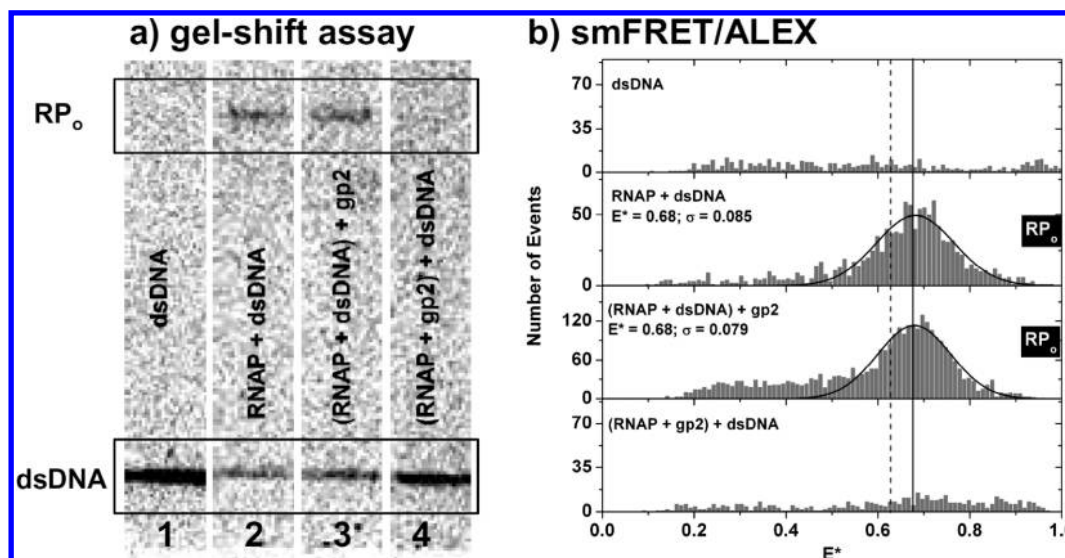 a) gel-shift assay
RPo
dsDNA
RNAP + dsDNA
(RNAP + dsDNA) + gp2
(RNAP + gp2) + dsDNA
dsDNA
1 2 3 4
b) smFRET/ALEX
Number of Events
70
35
0
dsDNA
50
0
RNAP + dsDNA
E* = 0.68; σ = 0.085
RPo
120
60
0
(RNAP + dsDNA) + gp2
E* = 0.68; σ = 0.079
RPo
70
35
0
(RNAP + gp2) + dsDNA
0.0 0.2 0.4 0.6 0.8 1.0
E*